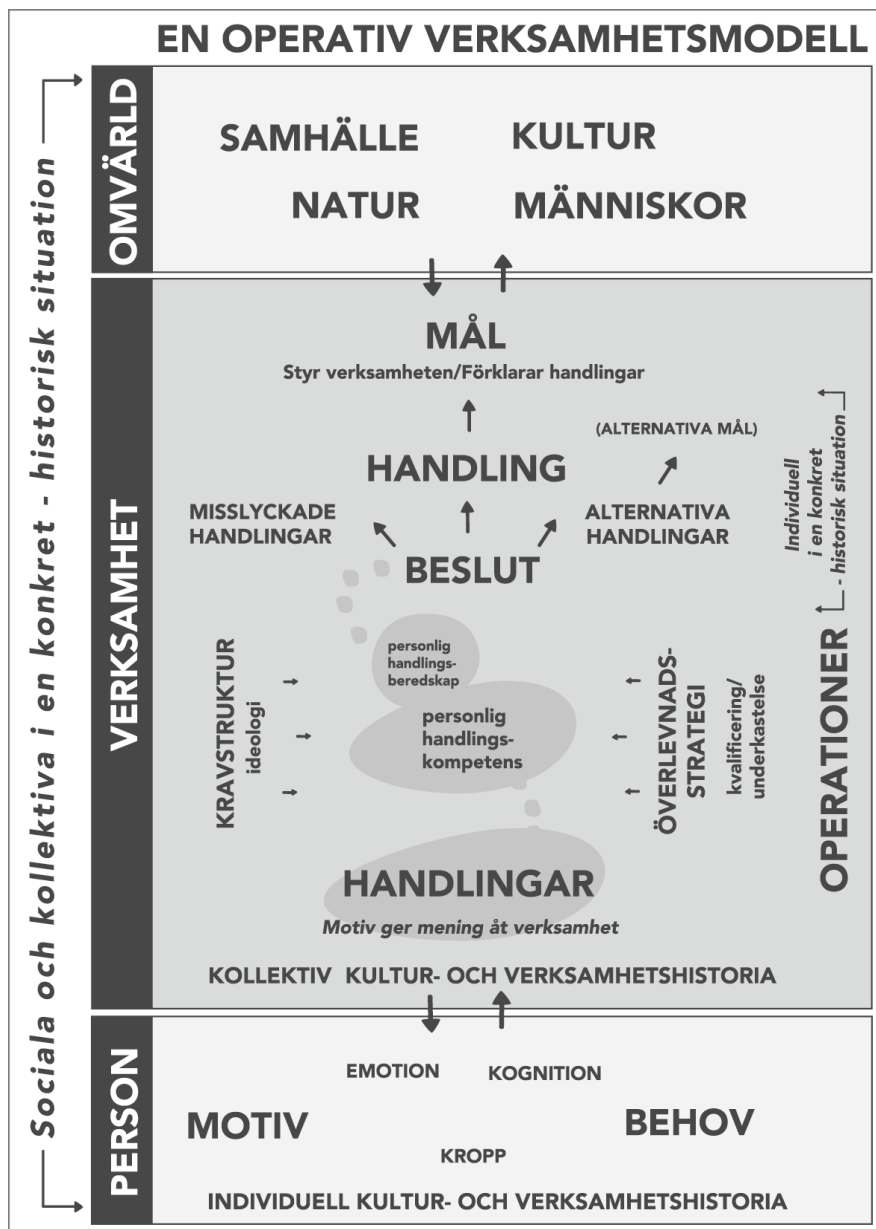 EN OPERATIV VERKSAMHETSMODELL
Sociala och kollektiva i en konkret - historisk situation
OMVÄRLD
SAMHÄLLE
KULTUR
NATUR
MÄNNISKOR
VERKSAMHET
MÅL
Styr verksamheten/Förklarar handlingar
(ALTERNATIVA MÅL)
HANDLING
MISSLYCKADE
HANDLINGAR
ALTERNATIVA
HANDLINGAR
BESLUT
Individuell
i en konkret
- historisk situation
OPERATIONER
personlig
handlings-
beredskap
personlig
handlings-
kompetens
KRAVSTRUKTUR
ideologi
ÖVERLEVNADS-
STRATEGI
kvalificering/
underkastelse
HANDLINGAR
Motiv ger mening åt verksamhet
KOLLEKTIV KULTUR- OCH VERKSAMHETSHISTORIA
PERSON
EMOTION
KOGNITION
MOTIV
BEHOV
KROPP
INDIVIDUELL KULTUR- OCH VERKSAMHETSHISTORIA